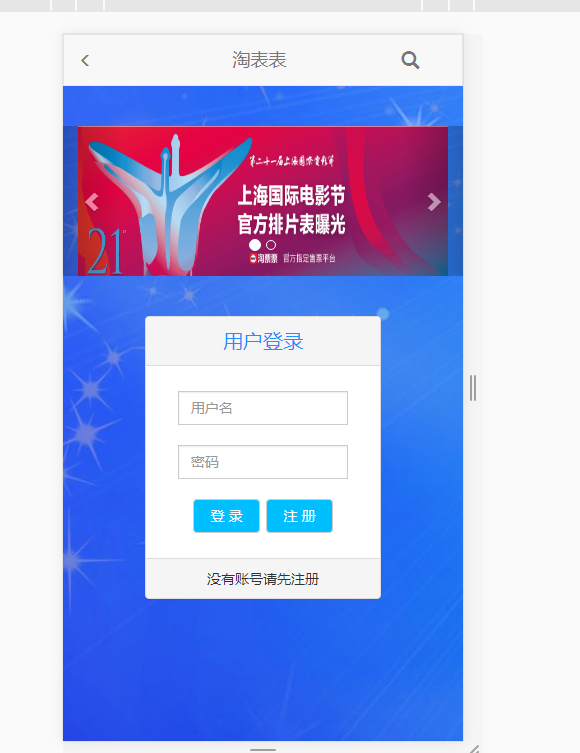 淘表表
第二十一届上海国际电影节
上海国际电影节
官方排片表曝光
21
淘票票 官方指定售票平台
用户登录
用户名
密码
登 录
注 册
没有账号请先注册